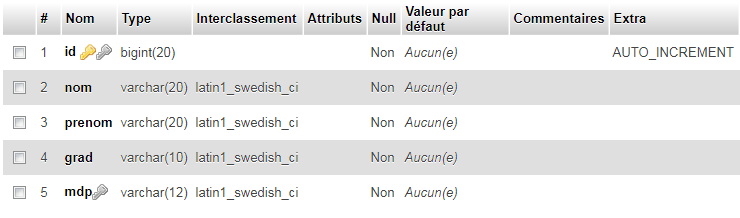 # Nom Type Interclassement Attributs Null Valeur par défaut Commentaires Extra
1 id bigint(20) Non Aucun(e) AUTO_INCREMENT
2 nom varchar(20) latin1_swedish_ci Non Aucun(e)
3 prenom varchar(20) latin1_swedish_ci Non Aucun(e)
4 grad varchar(10) latin1_swedish_ci Non Aucun(e)
5 mdp varchar(12) latin1_swedish_ci Non Aucun(e)